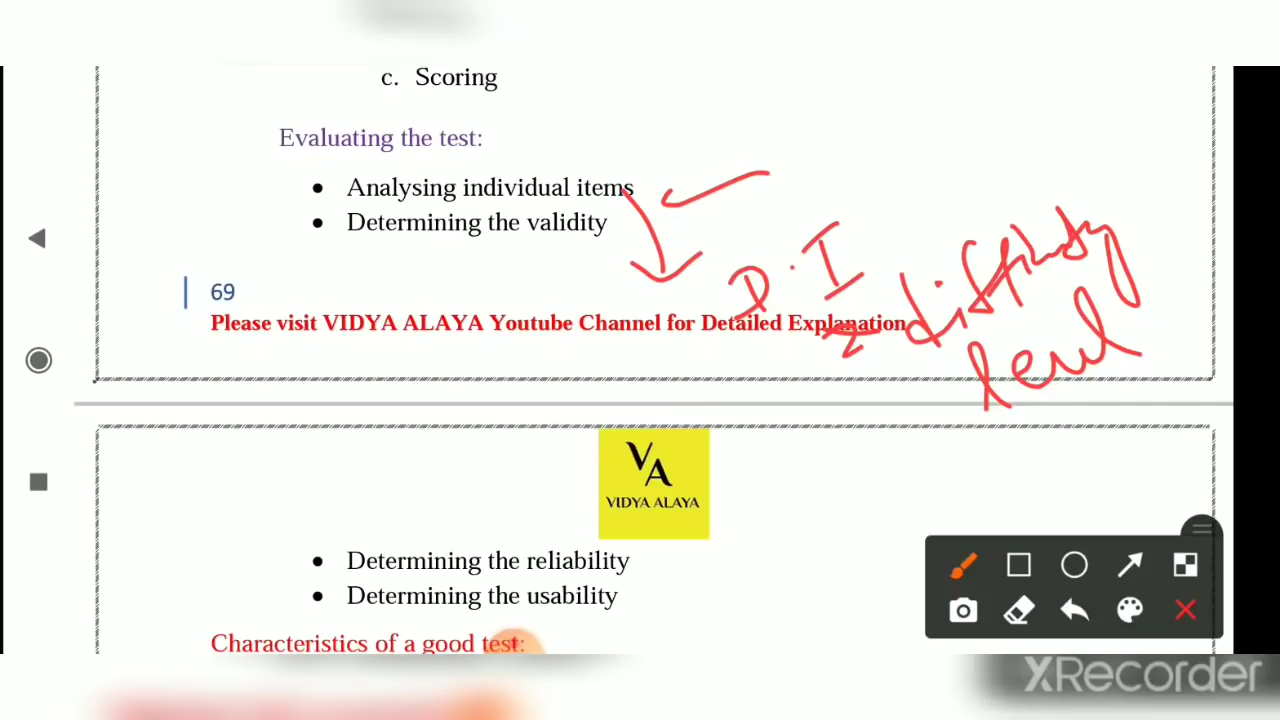 c. Scoring
Evaluating the test:
• Analysing individual items
• Determining the validity
D.I
difficulty
level
69
Please visit VIDYA ALAYA Youtube Channel for Detailed Explanation
VA
VIDYA ALAYA
• Determining the reliability
• Determining the usability
Characteristics of a good test:
XRecorder